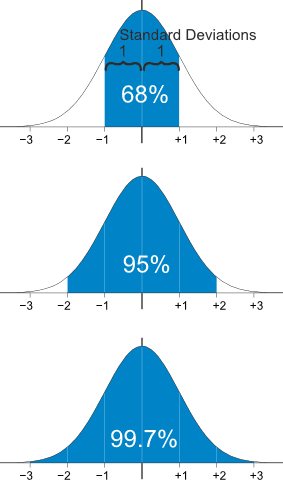 Standard Deviations
1 1
68%
−3 −2 −1 +1 +2 +3
95%
−3 −2 −1 +1 +2 +3
99.7%
−3 −2 −1 +1 +2 +3